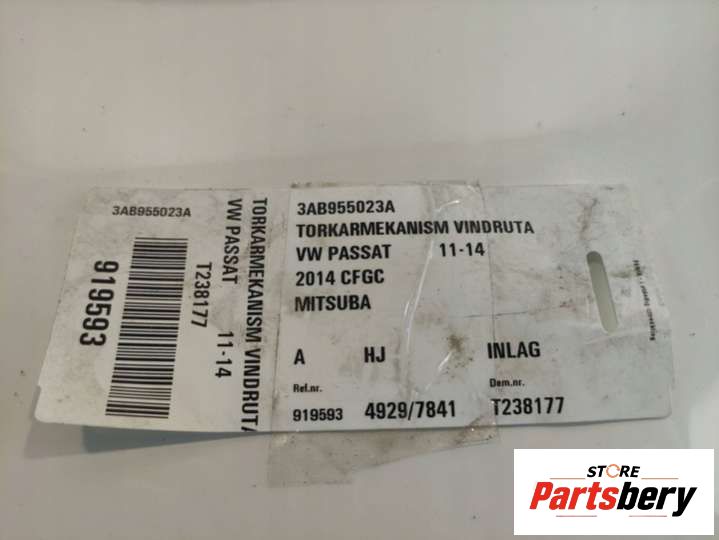 3AB955023A
919593
T238177
VW PASSAT 11-14
TORKARMEKANISM VINDRUTA
3AB955023A
TORKARMEKANISM VINDRUTA
VW PASSAT 11-14
2014 CFGC
MITSUBA
A HJ INLAG
Ref.nr. Dem.nr.
919593 4929/7841 T238177
STORE
Partsbery